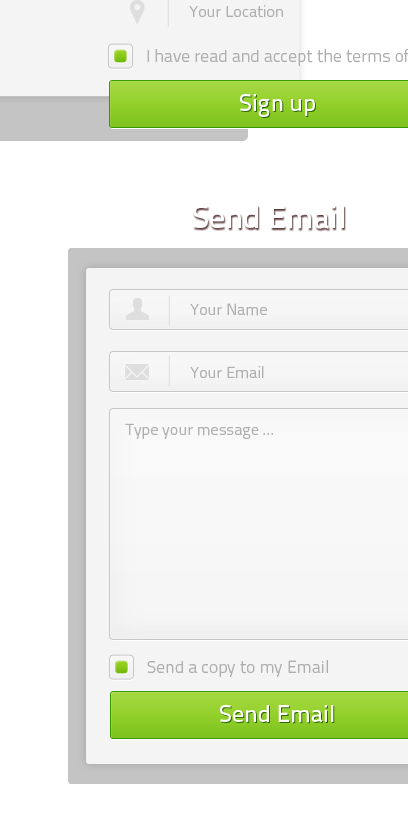 Your Location
I have read and accept the terms of
Sign up
Send Email
Your Name
Your Email
Type your message ...
Send a copy to my Email
Send Email